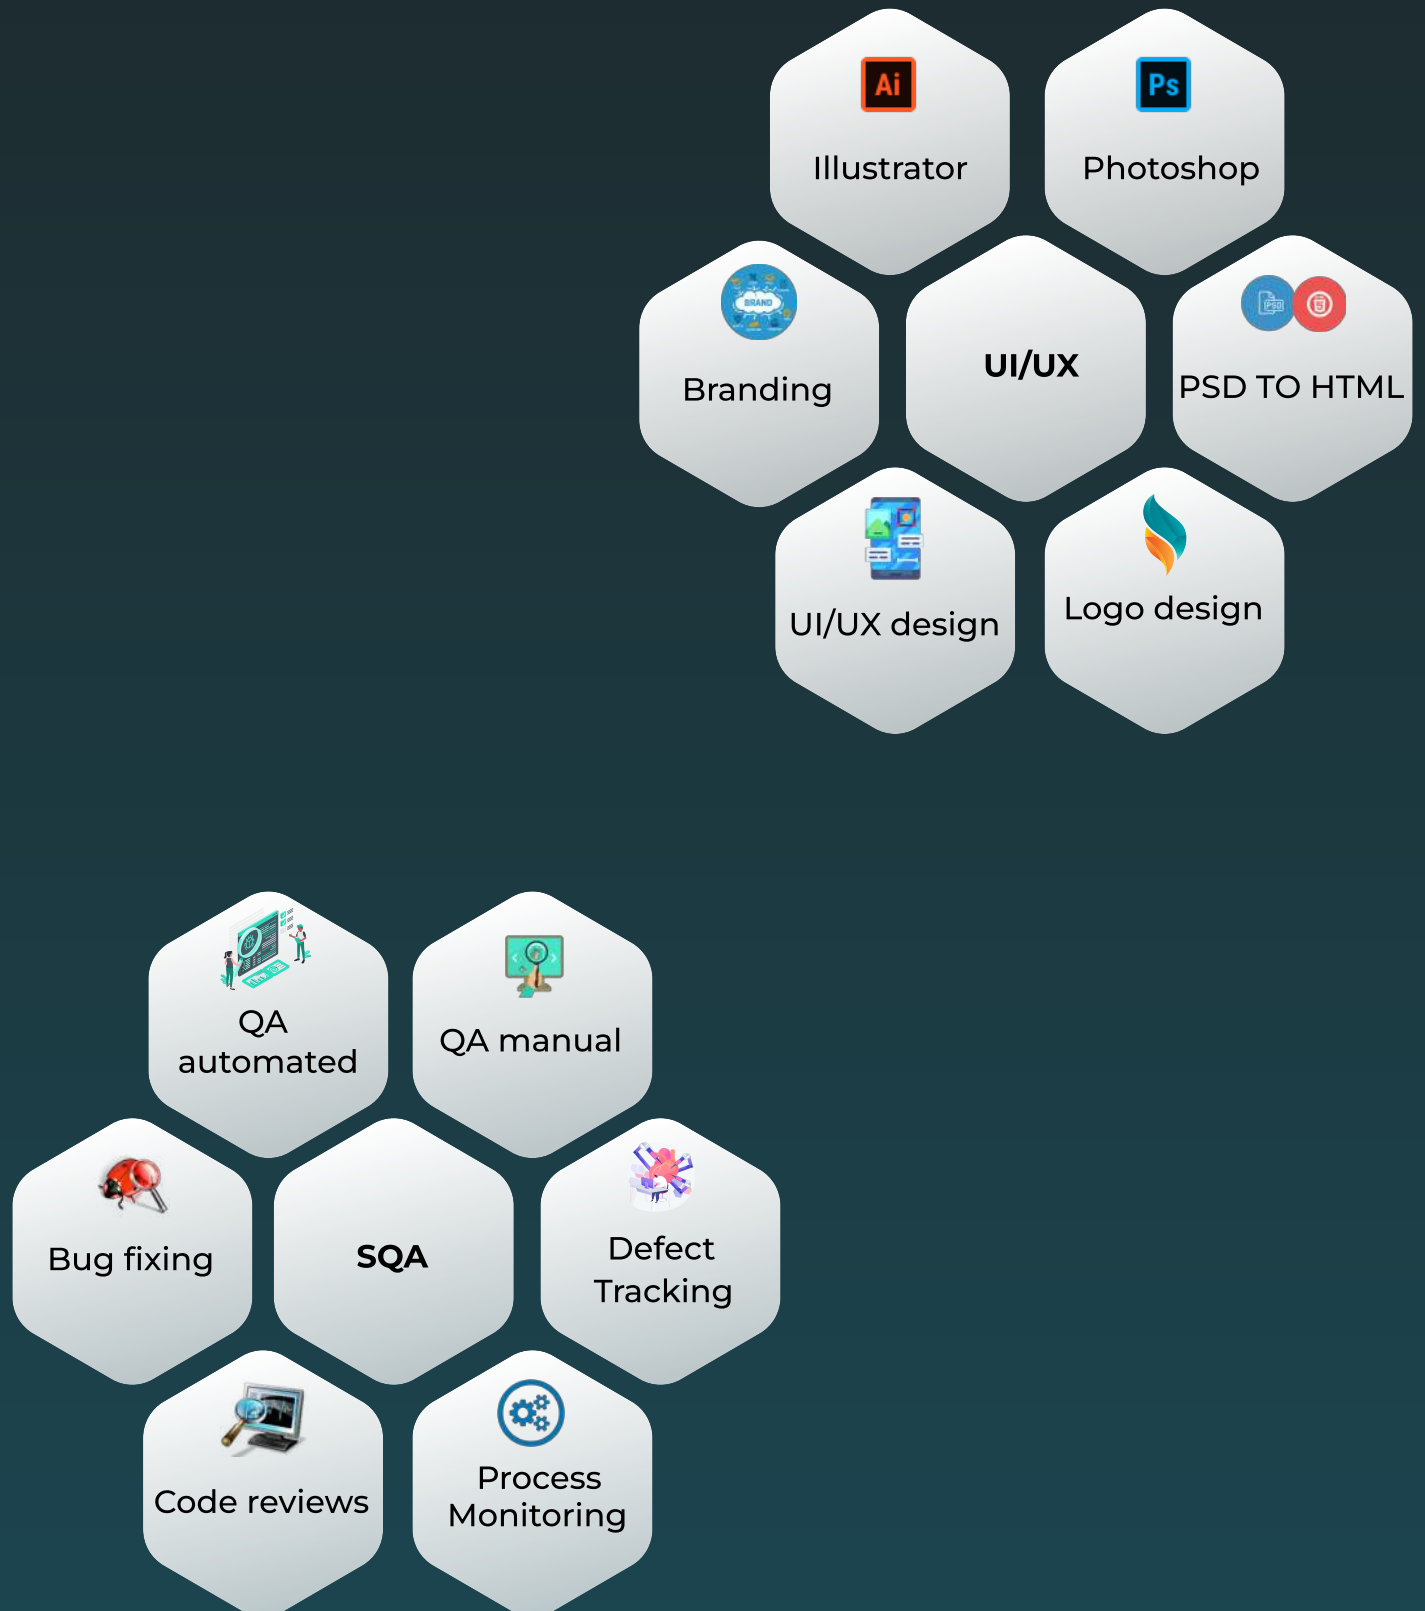 Ai
Ps
Illustrator
Photoshop
BRAND
PSD
Branding
UI/UX
PSD TO HTML
UI/UX design
Logo design
QA
automated
QA manual
Bug fixing
SQA
Defect
Tracking
Code reviews
Process
Monitoring